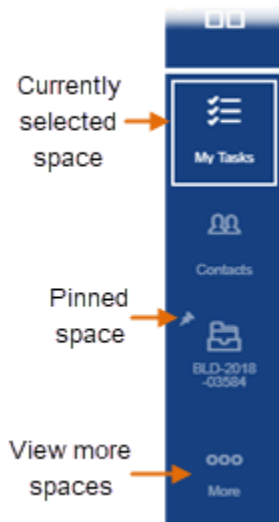 Currently
selected
space
My Tasks
Contacts
Pinned
space
BLD-2018
-03584
View more
spaces
More